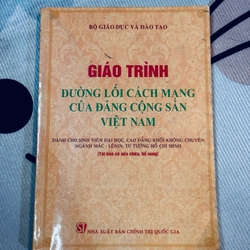 BỘ GIÁO DỤC VÀ ĐÀO TẠO
GIÁO TRÌNH
ĐƯỜNG LỐI CÁCH MẠNG
CỦA ĐẢNG CỘNG SẢN
VIỆT NAM
DÀNH CHO SINH VIÊN ĐẠI HỌC, CAO ĐẲNG KHỐI KHÔNG CHUYÊN
NGÀNH MÁC - LÊNIN, TƯ TƯỞNG HỒ CHÍ MINH
(Tái bản có sửa chữa, bổ sung)
NHÀ XUẤT BẢN CHÍNH TRỊ QUỐC GIA